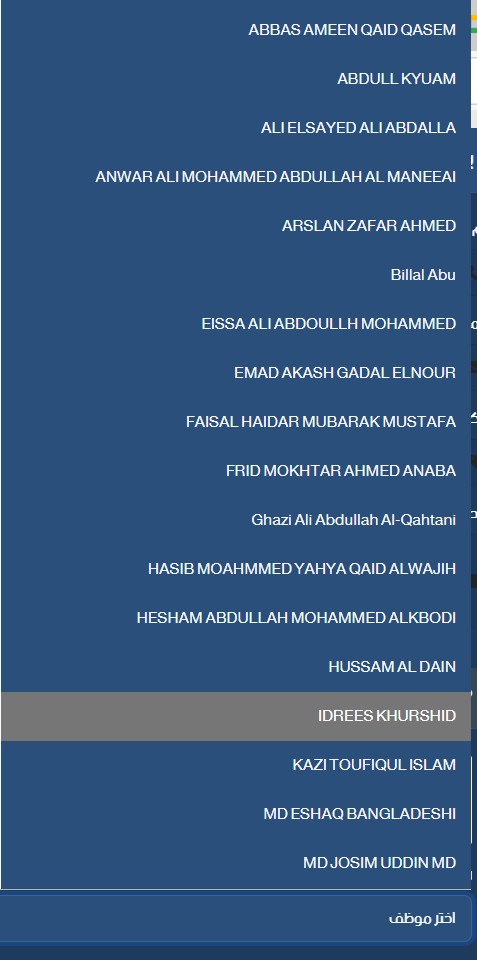 ABBAS AMEEN QAID QASEM
ABDULL KYUAM
ALI ELSAYED ALI ABDALLA
ANWAR ALI MOHAMMED ABDULLAH AL MANEEAI
ARSLAN ZAFAR AHMED
Billal Abu
EISSA ALI ABDOULLH MOHAMMED
EMAD AKASH GADAL ELNOUR
FAISAL HAIDAR MUBARAK MUSTAFA
FRID MOKHTAR AHMED ANABA
Ghazi Ali Abdullah Al-Qahtani
HASIB MOAHMMED YAHYA QAID ALWAJIH
HESHAM ABDULLAH MOHAMMED ALKBODI
HUSSAM AL DAIN
IDREES KHURSHID
KAZI TOUFIQUL ISLAM
MD ESHAQ BANGLADESHI
MD JOSIM UDDIN MD
اختر موظف